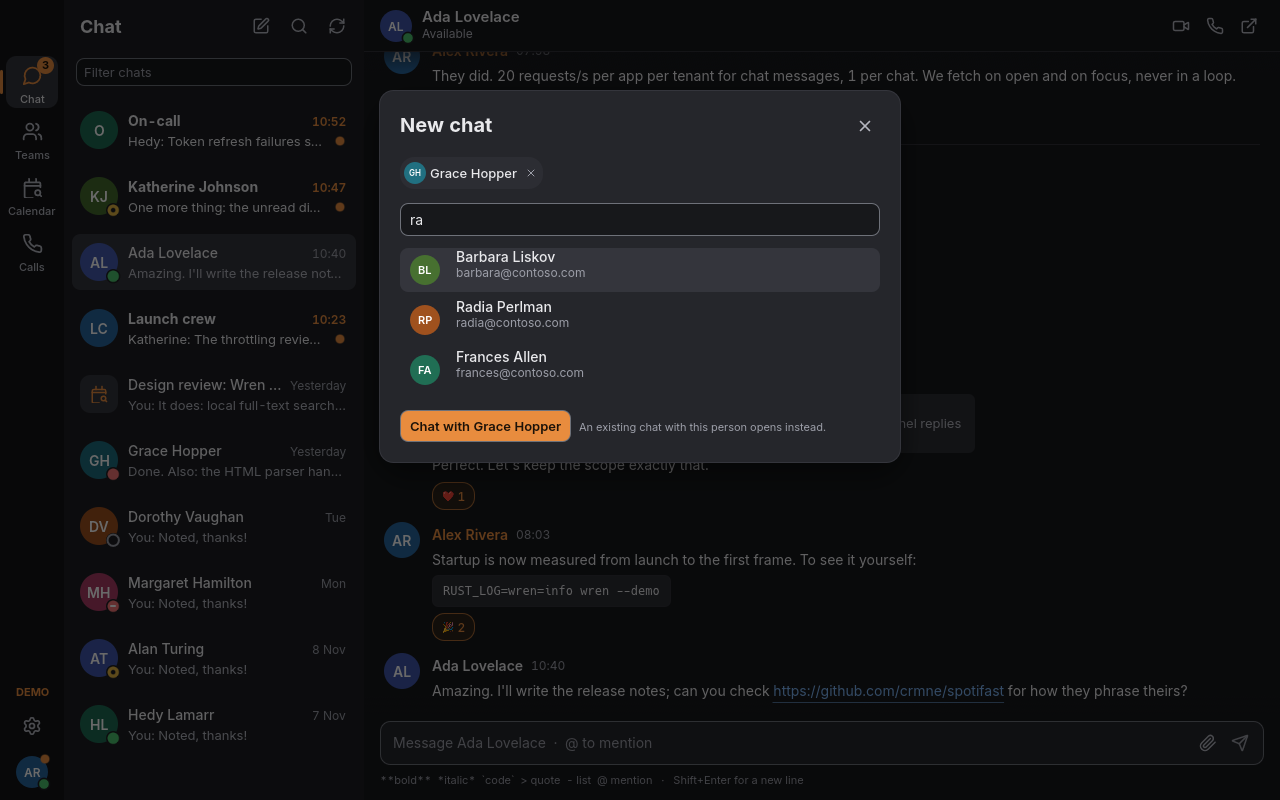 Chat
Ada Lovelace
AL
Available
3
Chat
Teams
Calendar
Calls
DEMO
AR
Filter chats
O
On-call
10:52
Hedy: Token refresh failures s...
KJ
Katherine Johnson
10:47
One more thing: the unread di...
AL
Ada Lovelace
10:40
Amazing. I'll write the release not...
LC
Launch crew
10:23
Katherine: The throttling revie...
Design review: Wren ...
Yesterday
You: It does: local full-text search...
GH
Grace Hopper
Yesterday
Done. Also: the HTML parser han...
DV
Dorothy Vaughan
Tue
You: Noted, thanks!
MH
Margaret Hamilton
Mon
You: Noted, thanks!
AT
Alan Turing
8 Nov
You: Noted, thanks!
HL
Hedy Lamarr
7 Nov
You: Noted, thanks!
AR
Alex Rivera
They did. 20 requests/s per app per tenant for chat messages, 1 per chat. We fetch on open and on focus, never in a loop.
New chat
GH
Grace Hopper
ra
BL
Barbara Liskov
barbara@contoso.com
RP
Radia Perlman
radia@contoso.com
FA
Frances Allen
frances@contoso.com
Chat with Grace Hopper
An existing chat with this person opens instead.
replies
Perfect. Let's keep the scope exactly that.
❤️ 1
AR
Alex Rivera 08:03
Startup is now measured from launch to the first frame. To see it yourself:
RUST_LOG=wren=info wren --demo
🎉 2
AL
Ada Lovelace 10:40
Amazing. I'll write the release notes; can you check https://github.com/crmne/spotifast for how they phrase theirs?
Message Ada Lovelace · @ to mention
**bold** *italic* `code` > quote - list @ mention · Shift+Enter for a new line